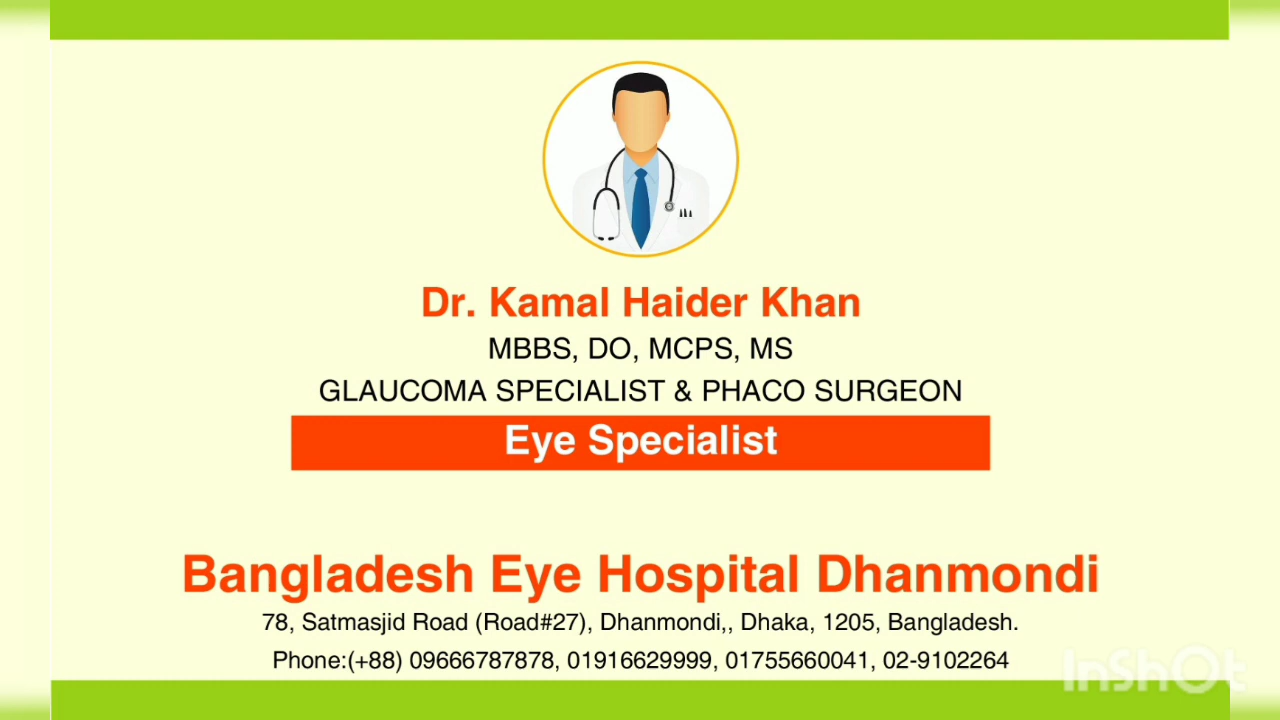 Dr. Kamal Haider Khan
MBBS, DO, MCPS, MS
GLAUCOMA SPECIALIST & PHACO SURGEON
Eye Specialist
Bangladesh Eye Hospital Dhanmondi
78, Satmasjid Road (Road#27), Dhanmondi,, Dhaka, 1205, Bangladesh.
Phone:(+88) 09666787878, 01916629999, 01755660041, 02-9102264
InShOt